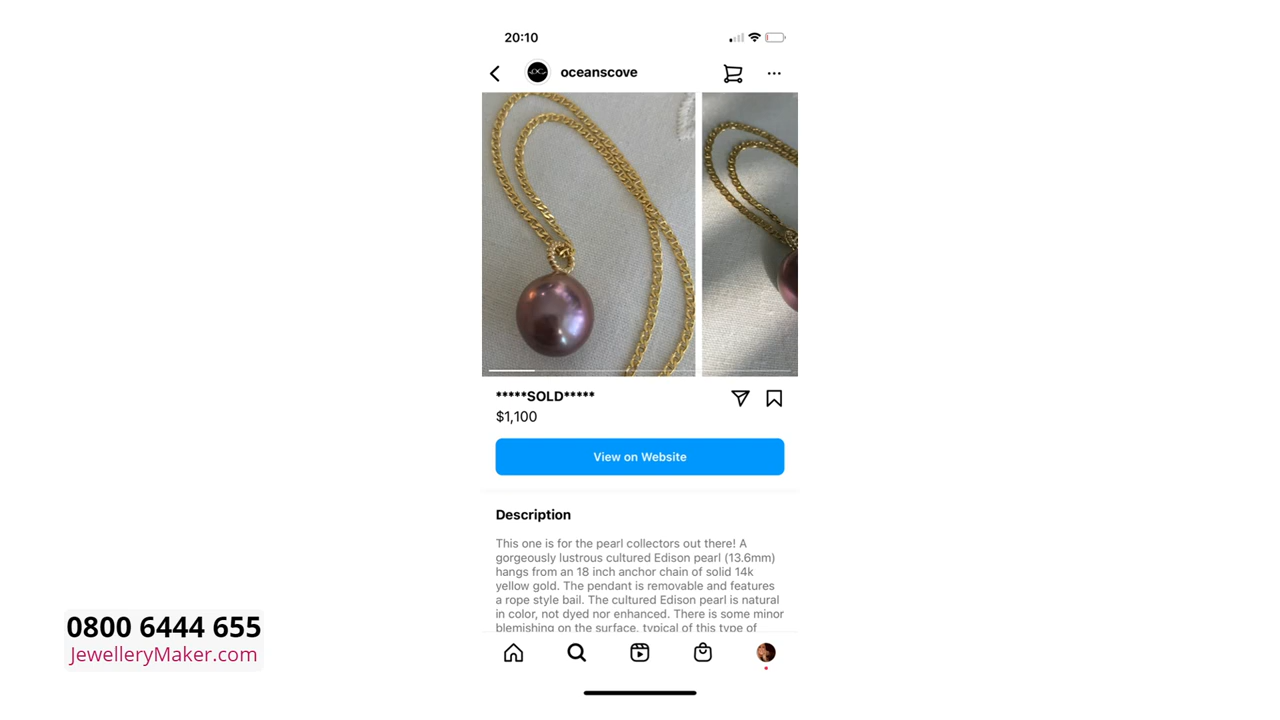 20:10
oceanscove
*****SOLD*****
$1,100
View on Website
Description
This one is for the pearl collectors out there! A
gorgeously lustrous cultured Edison pearl (13.6mm)
hangs from an 18 inch anchor chain of solid 14k
yellow gold. The pendant is removable and features
a rope style bail. The cultured Edison pearl is natural
in color, not dyed nor enhanced. There is some minor
blemishing on the surface, typical of this type of
0800 6444 655
JewelleryMaker.com